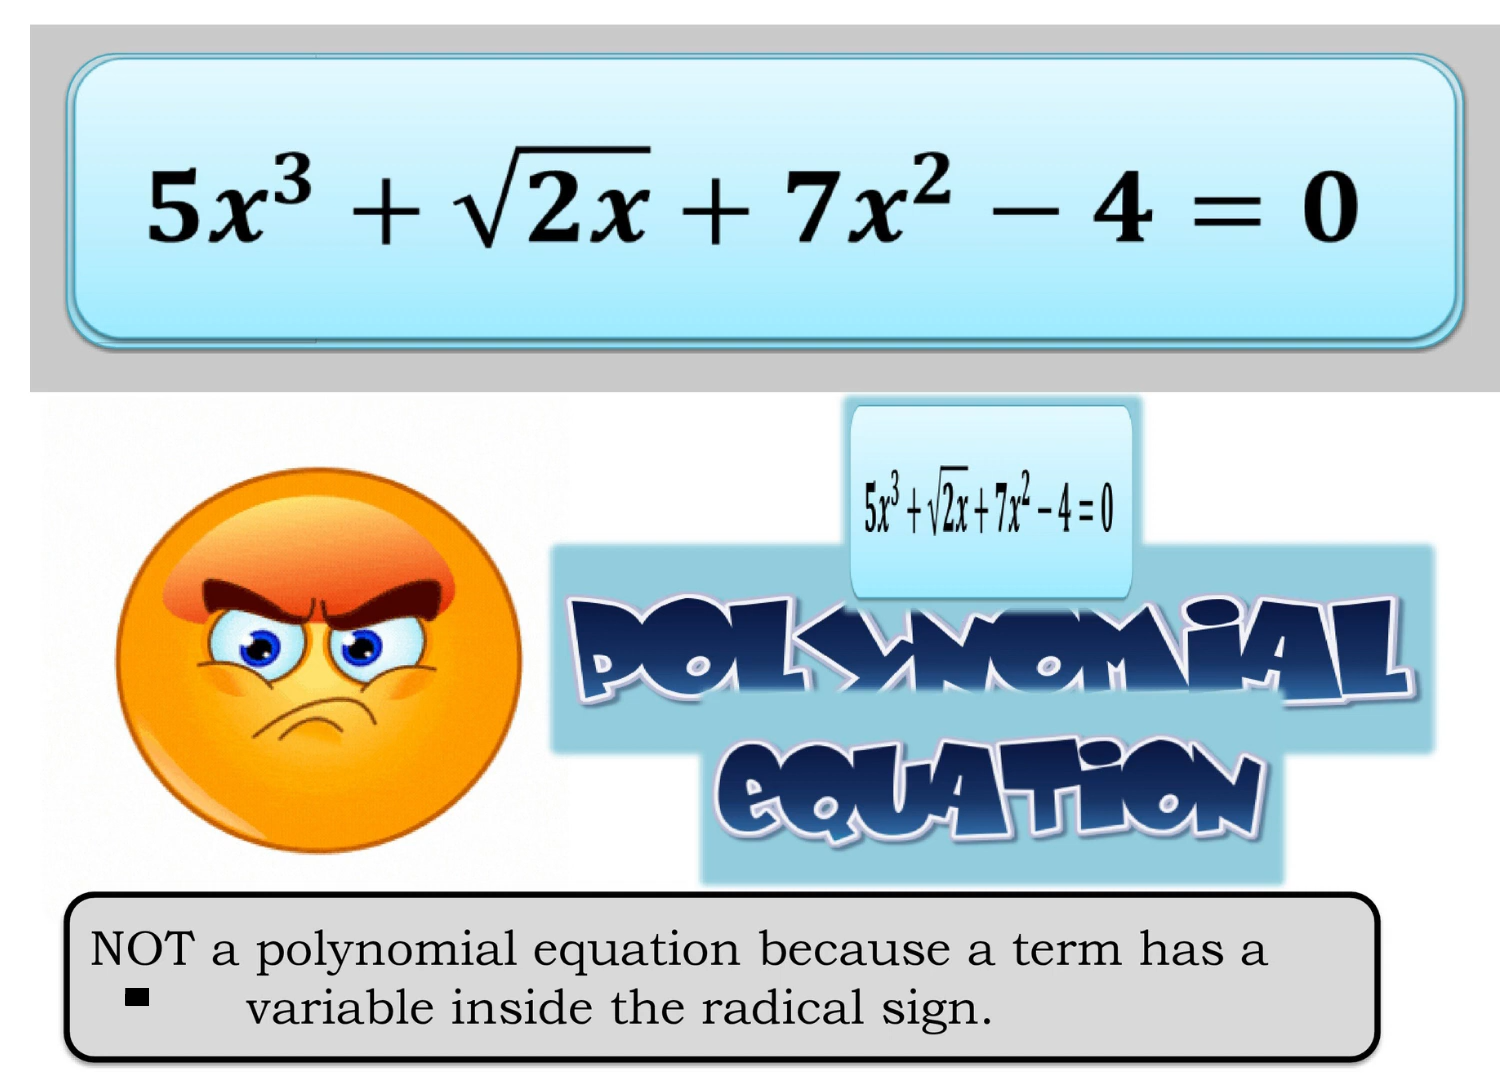 5x³ + √2x + 7x² − 4 = 0
5x³ + √2x + 7x² − 4 = 0
POLYNOMiAL
eQUATiON
NOT a polynomial equation because a term has a
▪ variable inside the radical sign.